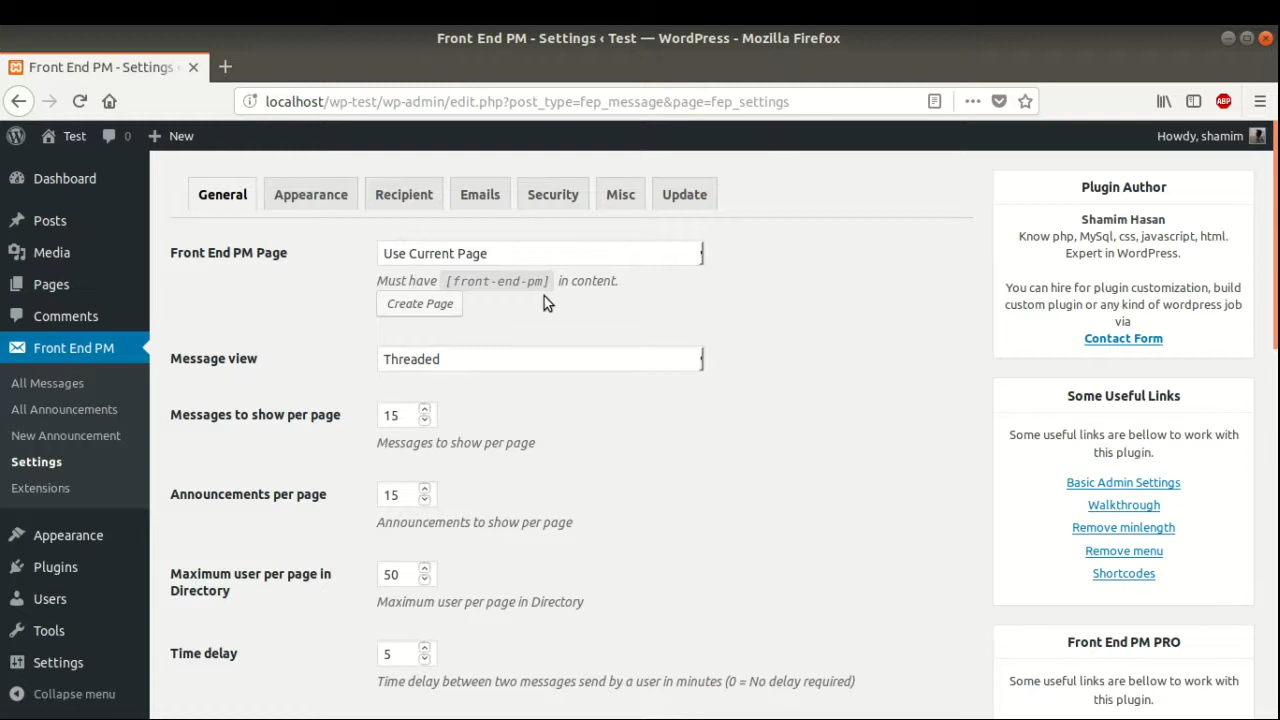 Front End PM - Settings ‹ Test — WordPress - Mozilla Firefox
Front End PM - Settings ‹
localhost/wp-test/wp-admin/edit.php?post_type=fep_message&page=fep_settings
ABP
Test
0
New
Howdy, shamim
Dashboard
Posts
Media
Pages
Comments
Front End PM
All Messages
All Announcements
New Announcement
Settings
Extensions
Appearance
Plugins
Users
Tools
Settings
Collapse menu
General
Appearance
Recipient
Emails
Security
Misc
Update
Front End PM Page
Use Current Page
Must have [front-end-pm] in content.
Create Page
Message view
Threaded
Messages to show per page
15
Messages to show per page
Announcements per page
15
Announcements to show per page
Maximum user per page in
Directory
50
Maximum user per page in Directory
Time delay
5
Time delay between two messages send by a user in minutes (0 = No delay required)
Plugin Author
Shamim Hasan
Know php, MySql, css, javascript, html.
Expert in WordPress.
You can hire for plugin customization, build
custom plugin or any kind of wordpress job
via
Contact Form
Some Useful Links
Some useful links are bellow to work with
this plugin.
Basic Admin Settings
Walkthrough
Remove minlength
Remove menu
Shortcodes
Front End PM PRO
Some useful links are bellow to work with
this plugin.